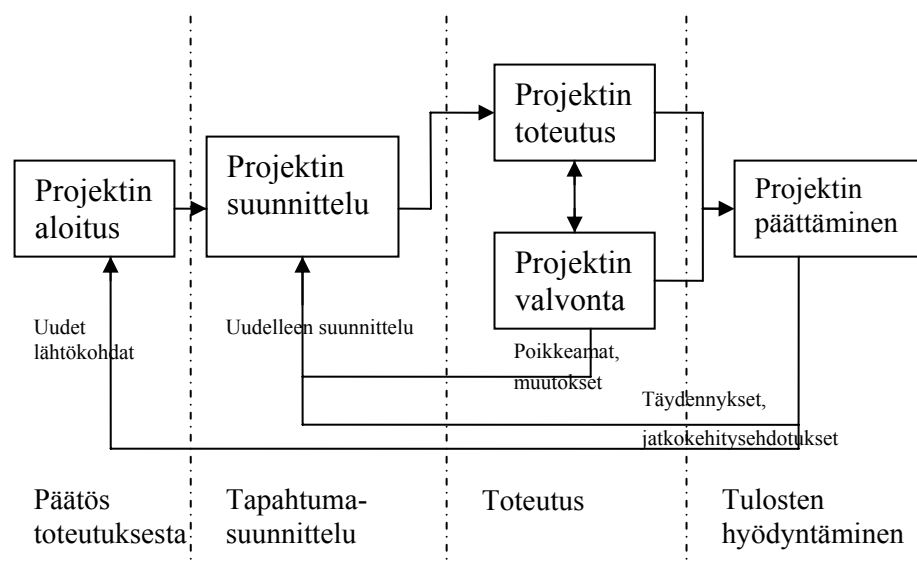 Projektin
aloitus
Projektin
suunnittelu
Projektin
toteutus
Projektin
valvonta
Projektin
päättäminen
Uudet
lähtökohdat
Uudelleen suunnittelu
Poikkeamat,
muutokset
Täydennykset,
jatkokehitysehdotukset
Päätös
toteutuksesta
Tapahtuma-
suunnittelu
Toteutus
Tulosten
hyödyntäminen